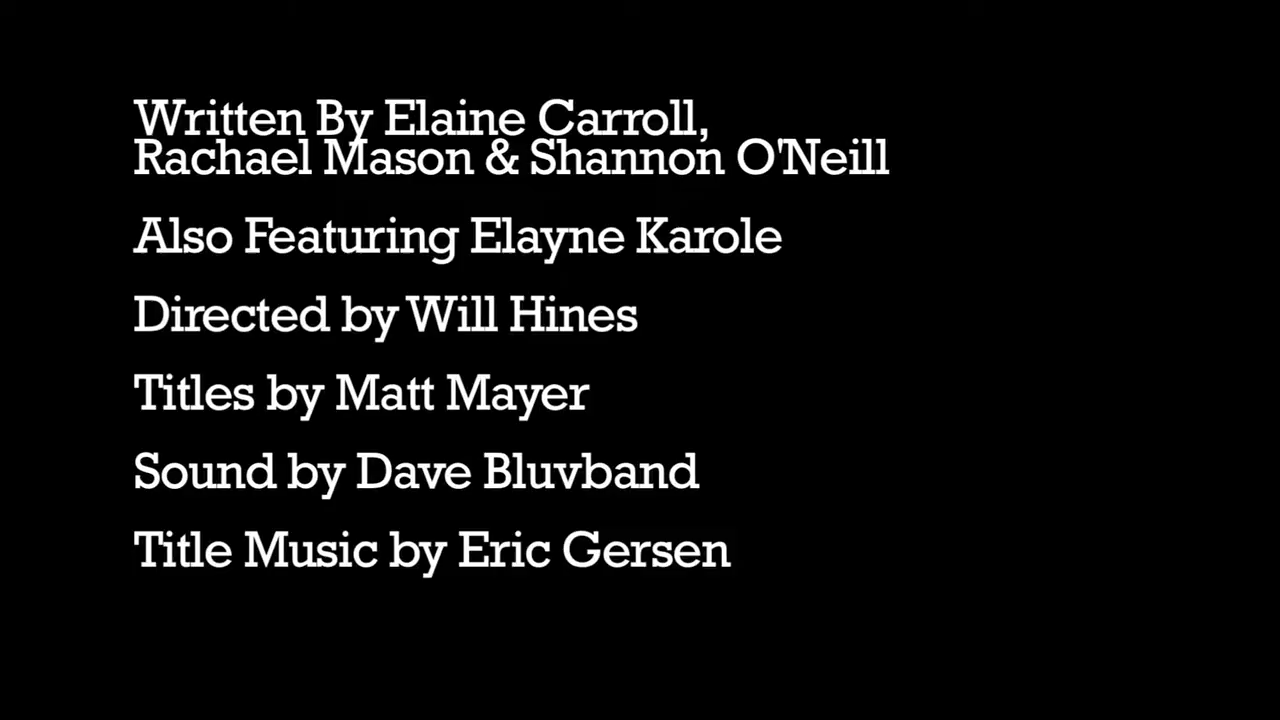 Written By Elaine Carroll,
Rachael Mason & Shannon O'Neill
Also Featuring Elayne Karole
Directed by Will Hines
Titles by Matt Mayer
Sound by Dave Bluvband
Title Music by Eric Gersen